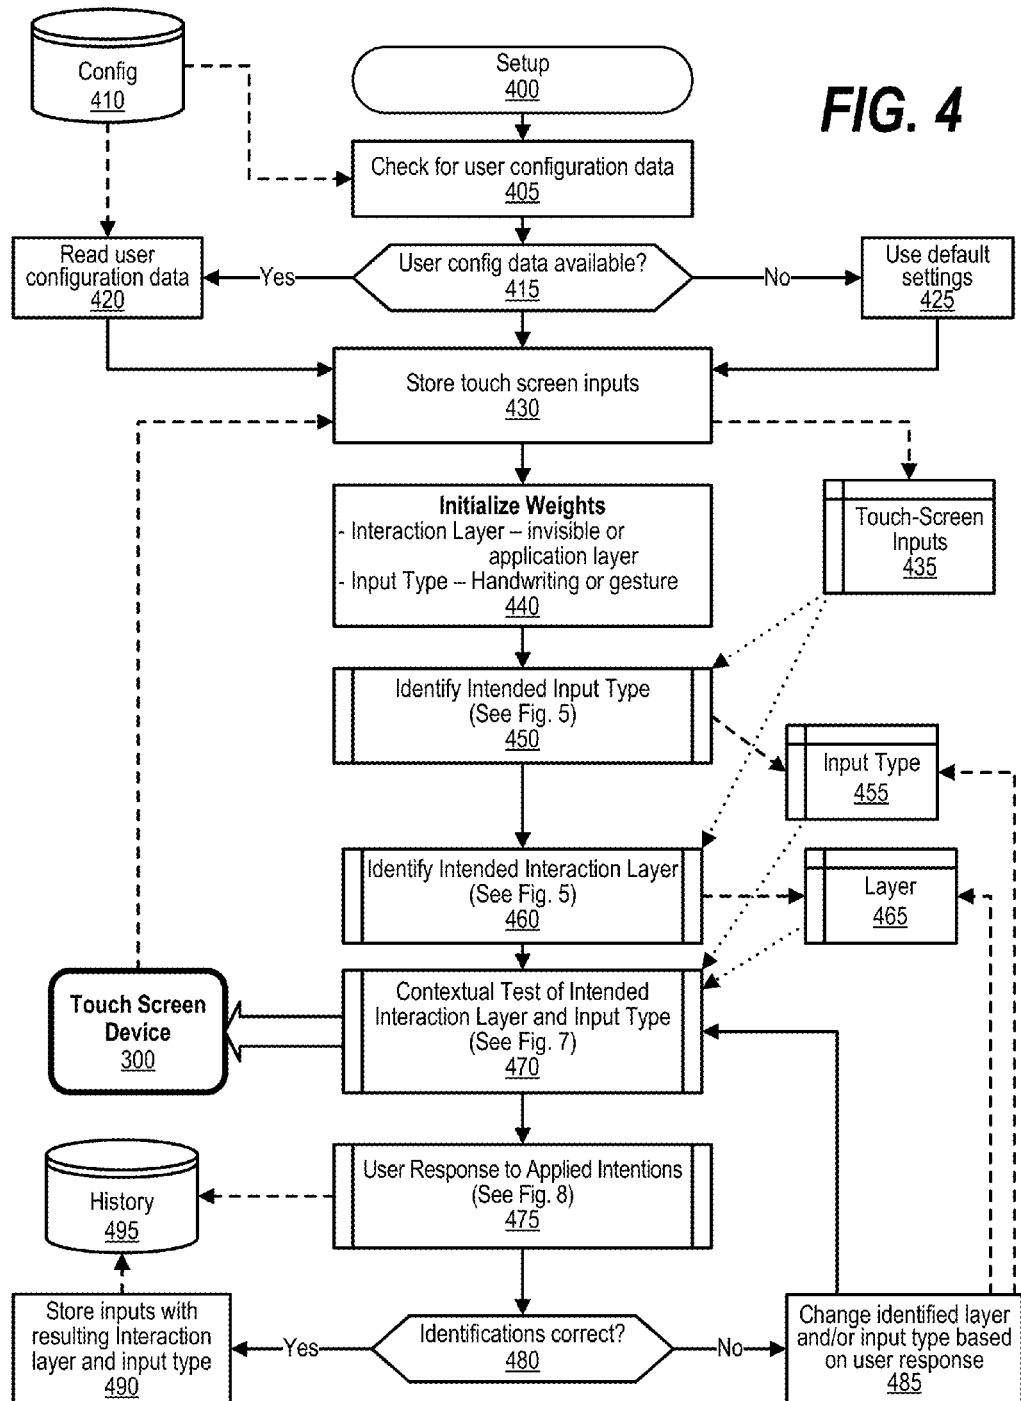 FIG. 4
Config
410
Setup
400
Check for user configuration data
405
Read user
configuration data
420
Yes
User config data available?
415
No
Use default
settings
425
Store touch screen inputs
430
Initialize Weights
- Interaction Layer – invisible or
application layer
- Input Type – Handwriting or gesture
440
Touch-Screen
Inputs
435
Identify Intended Input Type
(See Fig. 5)
450
Input Type
455
Identify Intended Interaction Layer
(See Fig. 5)
460
Layer
465
Touch Screen
Device
300
Contextual Test of Intended
Interaction Layer and Input Type
(See Fig. 7)
470
User Response to Applied Intentions
(See Fig. 8)
475
History
495
Store inputs with
resulting Interaction
layer and input type
490
Yes
Identifications correct?
480
No
Change identified layer
and/or input type based
on user response
485